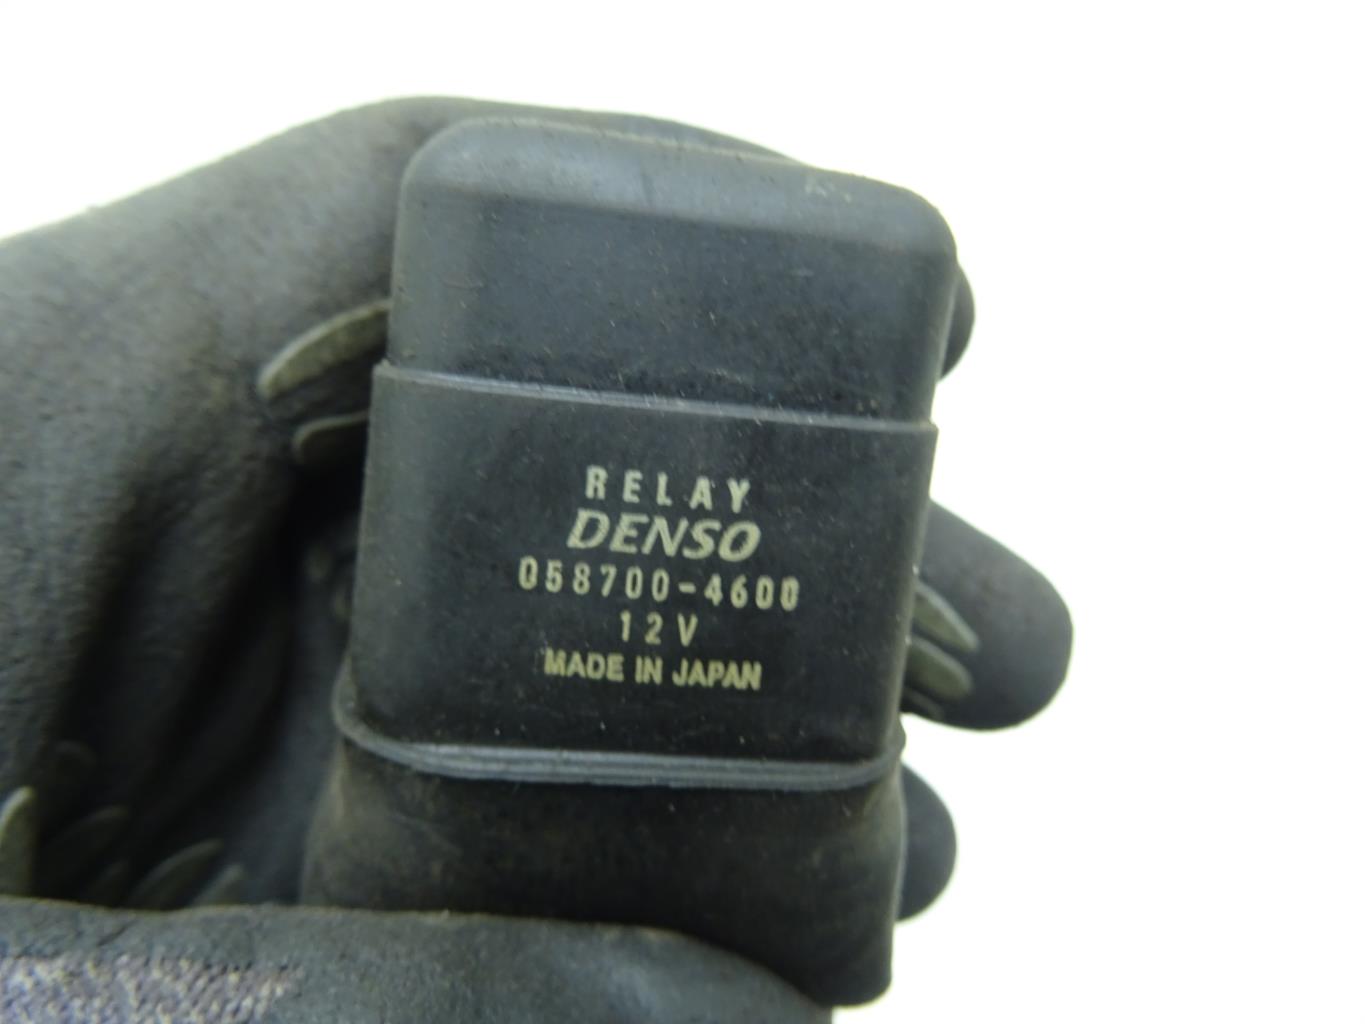 RELAY
DENSO
058700-4600
12V
MADE IN JAPAN